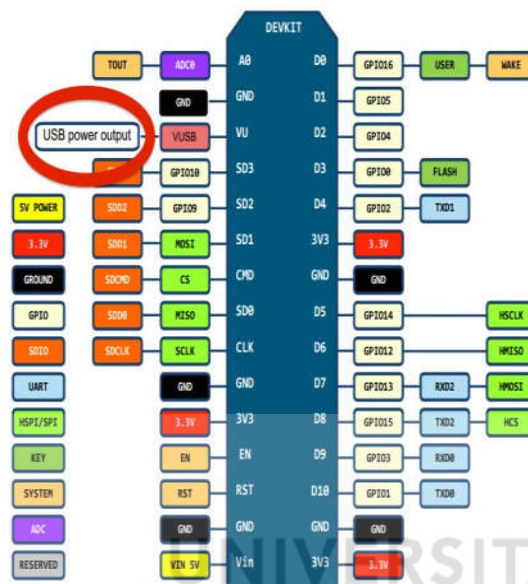 DEVKIT
TOUT ADC0 A0 D0 GPIO16 USER WAKE
GND GND D1 GPIO5
USB power output VUSB VU D2 GPIO4
GPIO10 SD3 D3 GPIO0 FLASH
5V POWER SDD2 GPIO9 SD2 D4 GPIO2 TXD1
3.3V SDD1 MOSI SD1 3V3 3.3V
GROUND SDCMD CS CMD GND GND
GPIO SDD0 MISO SD0 D5 GPIO14 HSCLK
SDIO SDCLK SCLK CLK D6 GPIO12 HMISO
UART GND GND D7 GPIO13 RXD2 HMOSI
HSPI/SPI 3.3V 3V3 D8 GPIO15 TXD2 HCS
KEY EN EN D9 GPIO3 RXD0
SYSTEM RST RST D10 GPIO1 TXD0
ADC GND GND GND GND
RESERVED VIN 5V Vin 3V3 3.3V
UNIVERSIT